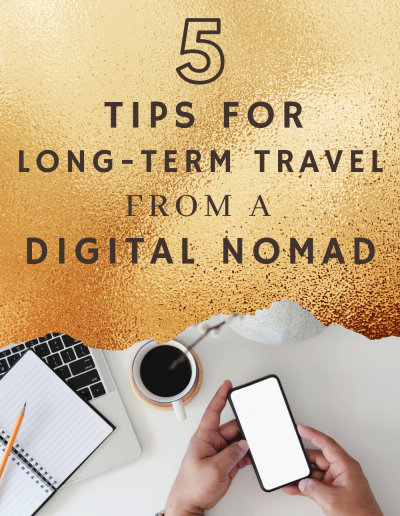 5
TIPS FOR
LONG-TERM TRAVEL
FROM A
DIGITAL NOMAD